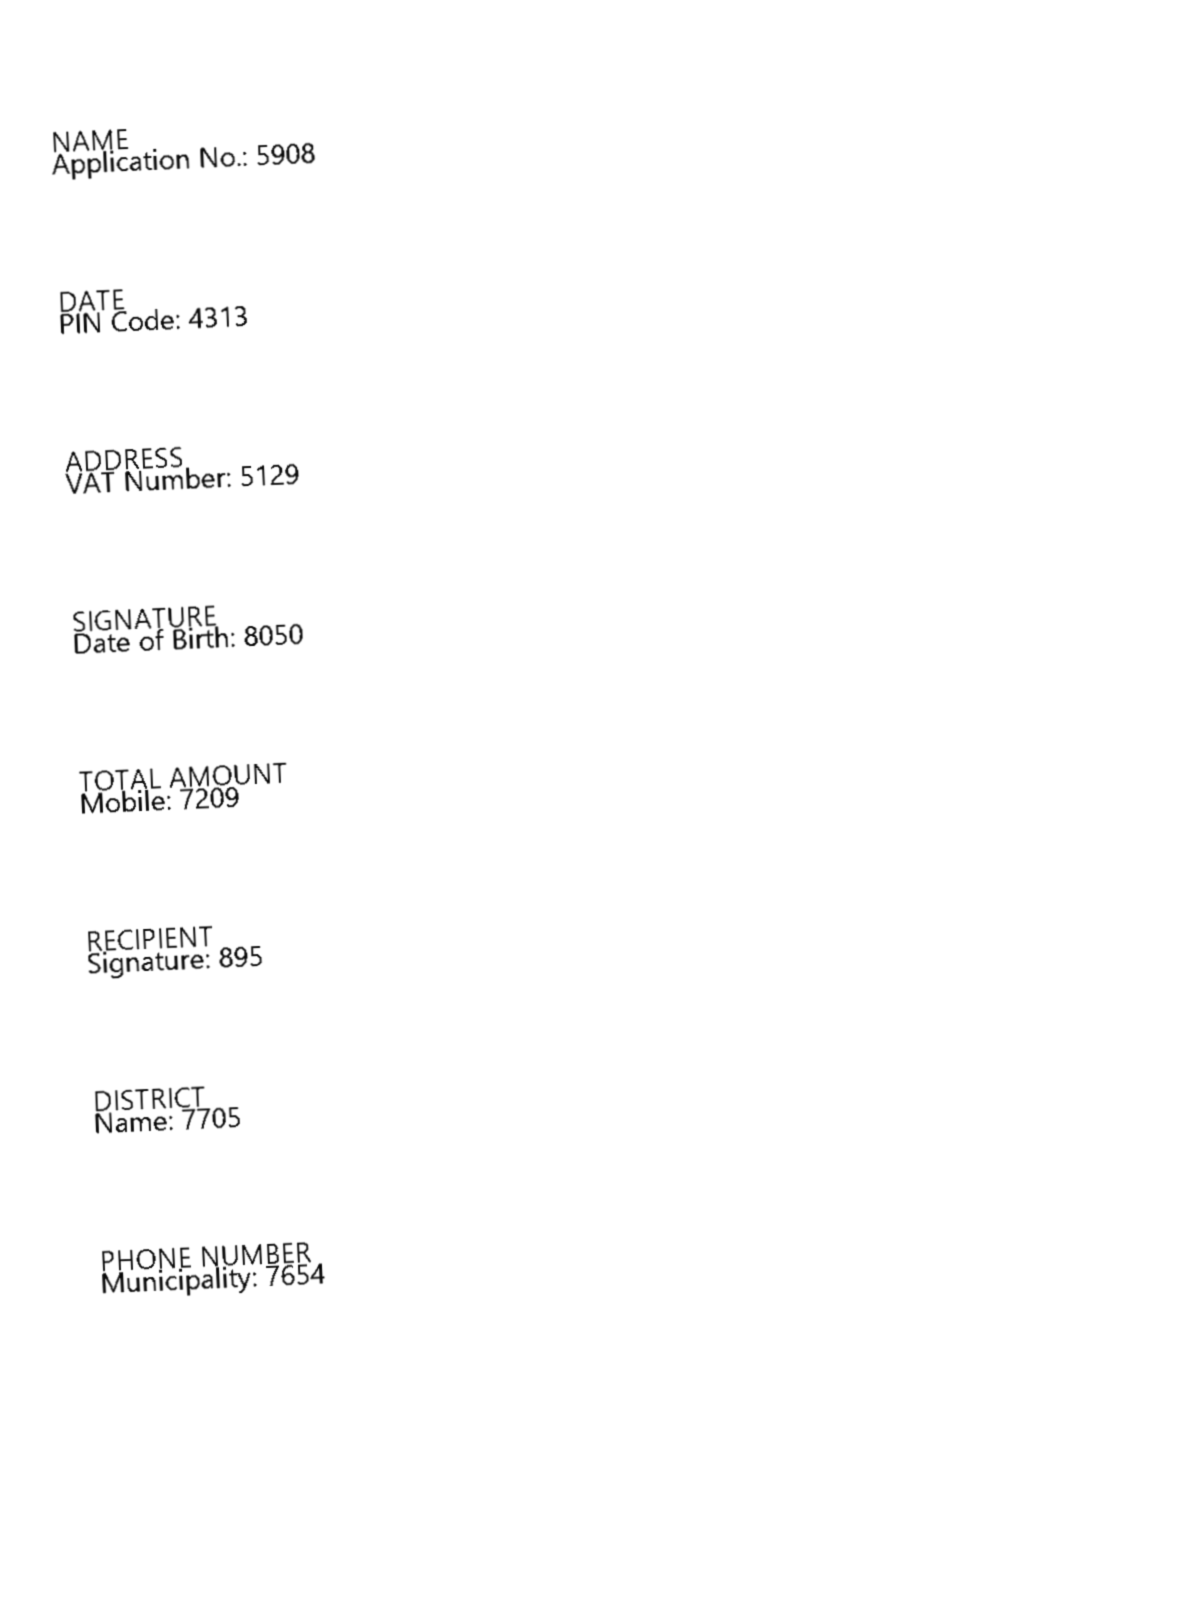 NAME
Application No.: 5908
DATE
PIN Code: 4313
ADDRESS
VAT Number: 5129
SIGNATURE
Date of Birth: 8050
TOTAL AMOUNT
Mobile: 7209
RECIPIENT
Signature: 895
DISTRICT
Name: 7705
PHONE NUMBER
Municipality: 7654